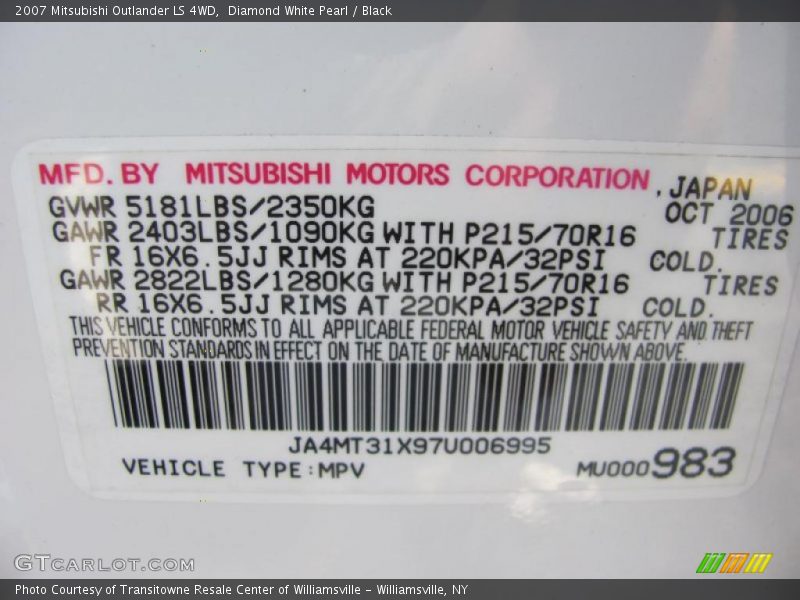 2007 Mitsubishi Outlander LS 4WD,  Diamond White Pearl / Black
MFD. BY MITSUBISHI MOTORS CORPORATION , JAPAN
GVWR 5181LBS/2350KG OCT 2006
GAWR 2403LBS/1090KG WITH P215/70R16 TIRES
FR 16X6.5JJ RIMS AT 220KPA/32PSI COLD.
GAWR 2822LBS/1280KG WITH P215/70R16 TIRES
RR 16X6.5JJ RIMS AT 220KPA/32PSI COLD.
THIS VEHICLE CONFORMS TO ALL APPLICABLE FEDERAL MOTOR VEHICLE SAFETY AND THEFT
PREVENTION STANDARDS IN EFFECT ON THE DATE OF MANUFACTURE SHOWN ABOVE.
JA4MT31X97U006995
VEHICLE TYPE:MPV MU000983
GTCARLOT.COM
Photo Courtesy of Transitowne Resale Center of Williamsville - Williamsville, NY